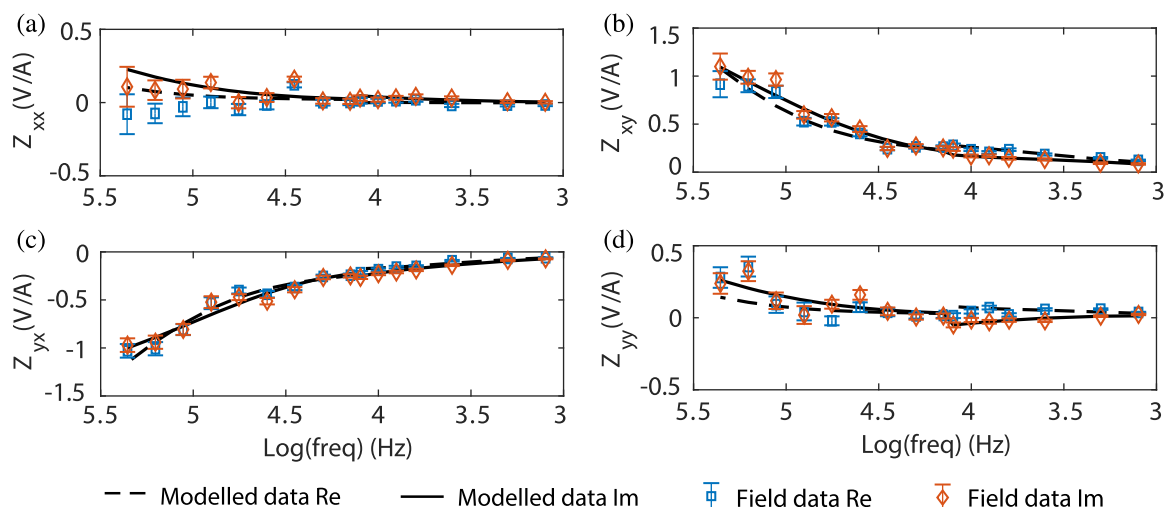 (a)
Z xx (V/A)
0.5
0
-0.5
5.5 5 4.5 4 3.5 3
(b)
Z xy (V/A)
1.5
1
0.5
0
5.5 5 4.5 4 3.5 3
(c)
Z yx (V/A)
0
-0.5
-1
-1.5
5.5 5 4.5 4 3.5 3
Log(freq) (Hz)
(d)
Z yy (V/A)
0.5
0
-0.5
5.5 5 4.5 4 3.5 3
Log(freq) (Hz)
Modelled data Re Modelled data Im Field data Re Field data Im